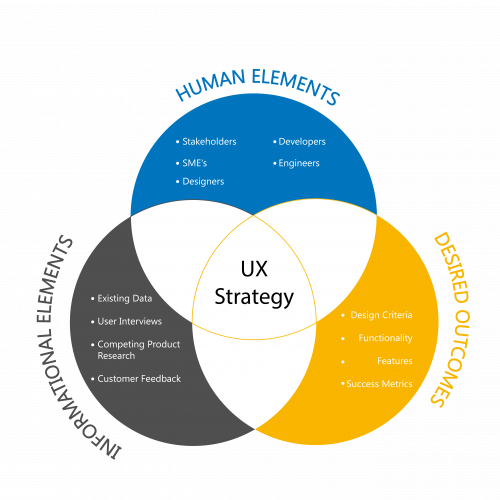 HUMAN ELEMENTS
• Stakeholders
• SME's
• Designers
• Developers
• Engineers
INFORMATIONAL ELEMENTS
• Existing Data
• User Interviews
• Competing Product
Research
• Customer Feedback
UX
Strategy
DESIRED OUTCOMES
• Design Criteria
• Functionality
• Features
• Success Metrics